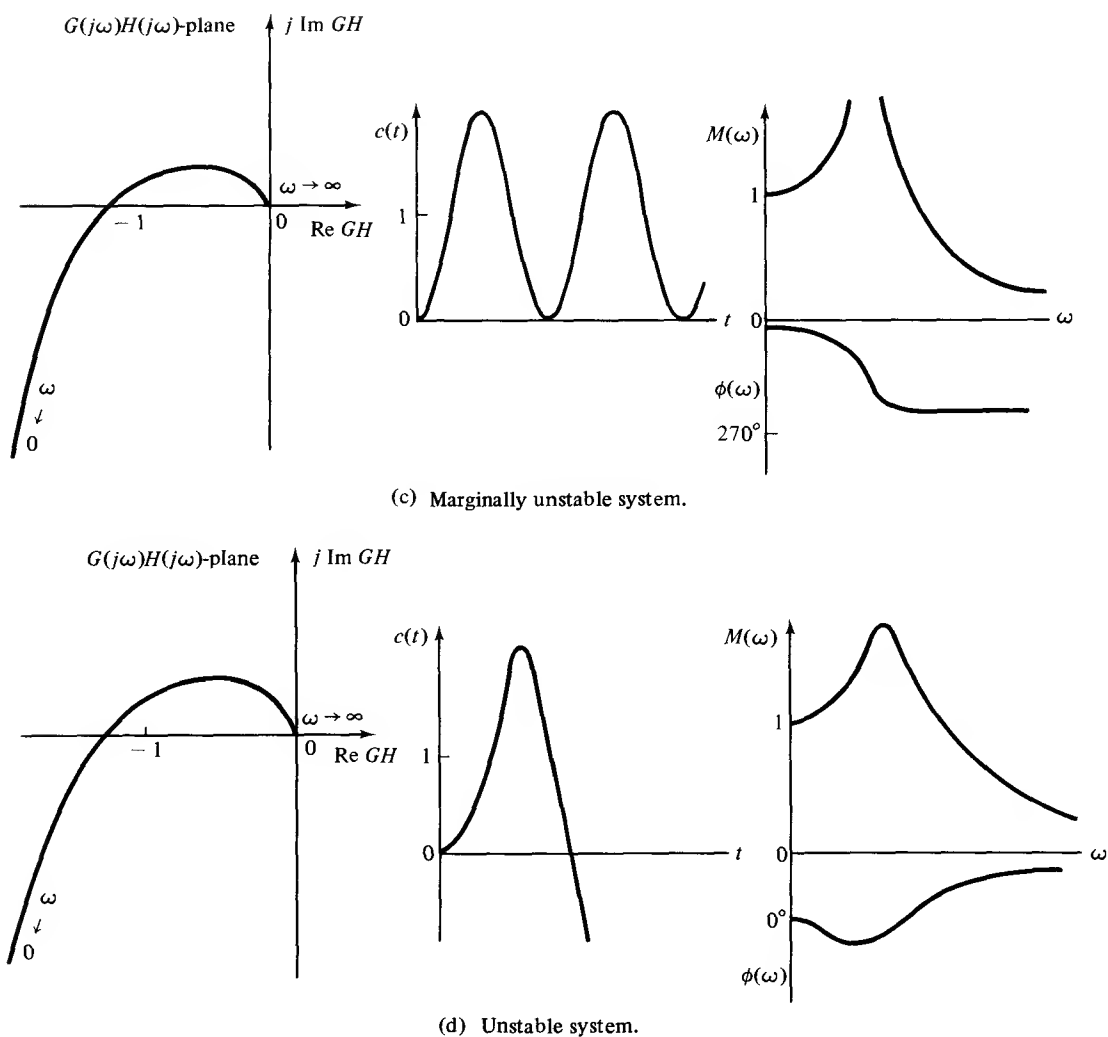 G(jω)H(jω)-plane
j Im GH
ω → ∞
−1
0
Re GH
ω
↓
0
c(t)
1
0
t
M(ω)
1
0
ω
ϕ(ω)
270°
(c) Marginally unstable system.
G(jω)H(jω)-plane
j Im GH
ω → ∞
−1
0
Re GH
ω
↓
0
c(t)
1
0
t
M(ω)
1
0
ω
0°
ϕ(ω)
(d) Unstable system.